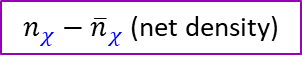 n_χ − n̄_χ (net density)